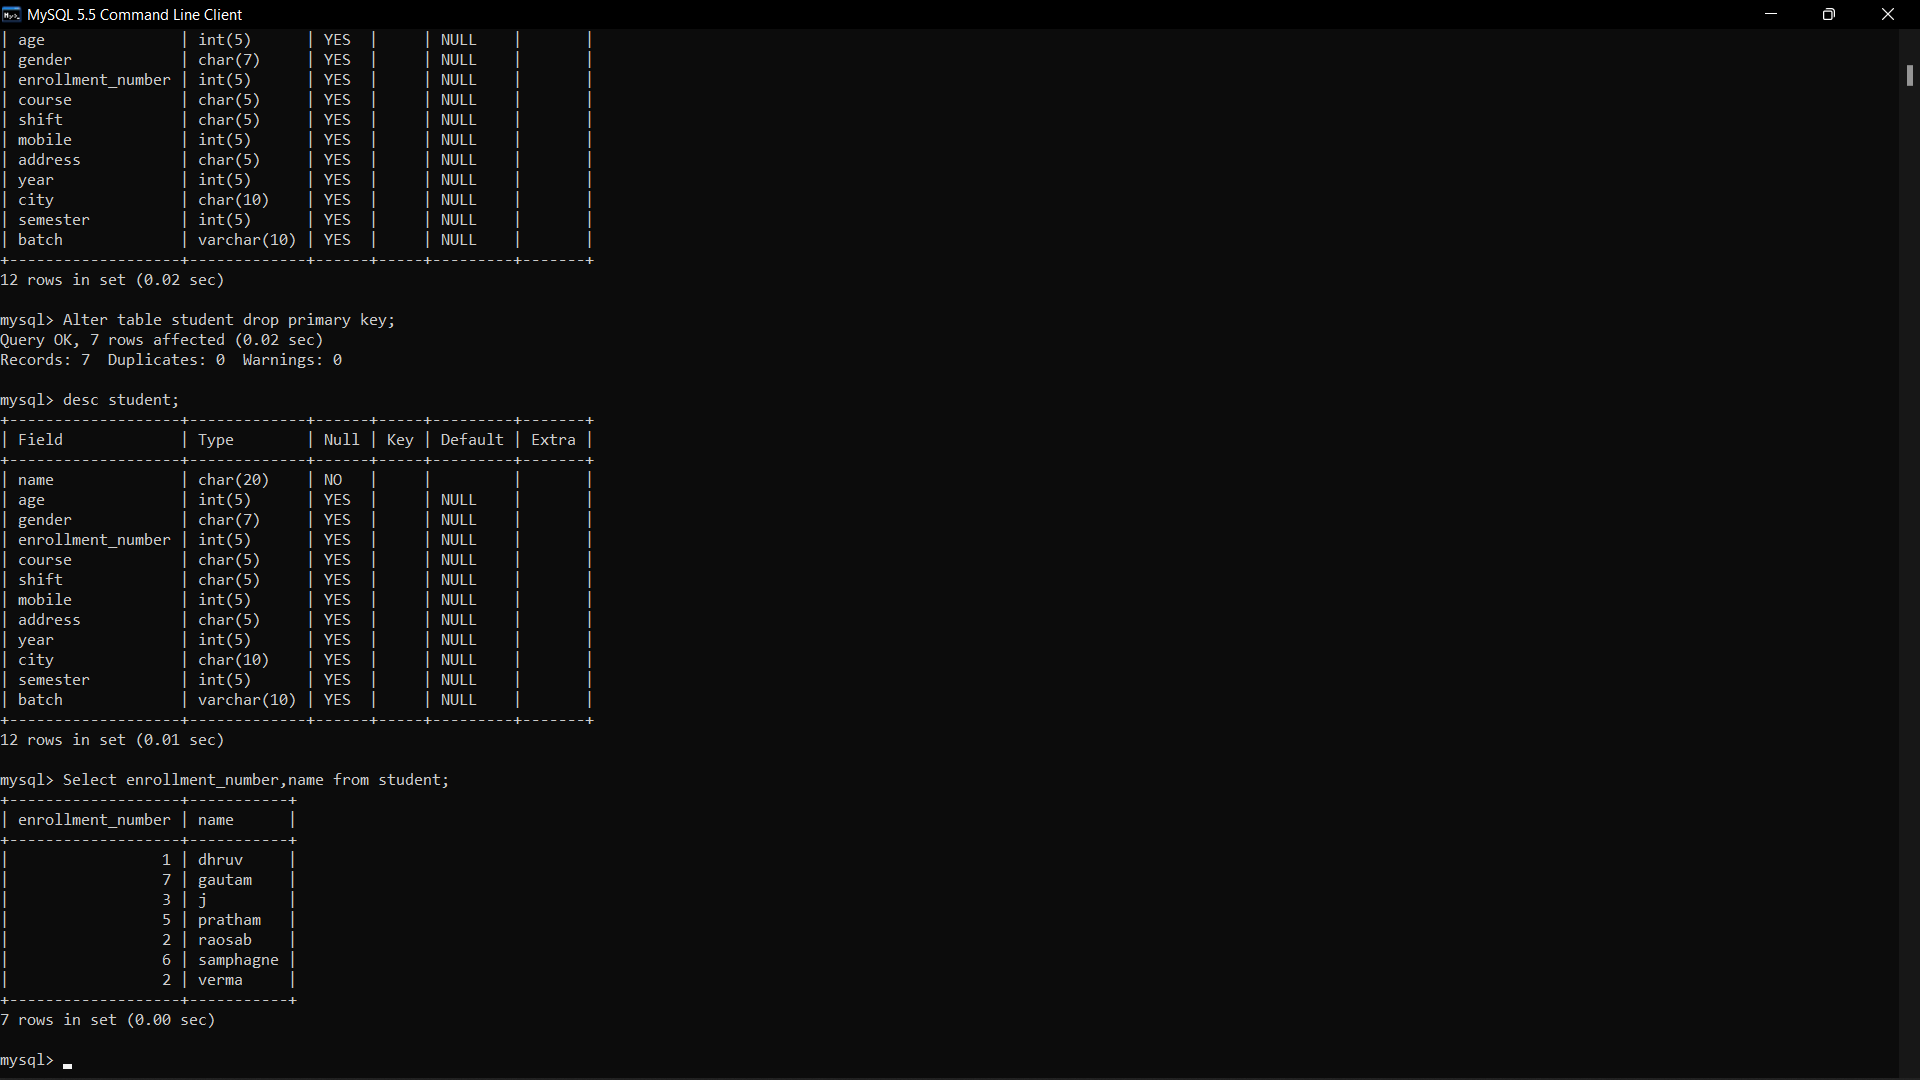 MySQL 5.5 Command Line Client
| age               | int(5)      | YES  |     | NULL    |       |
| gender            | char(7)     | YES  |     | NULL    |       |
| enrollment_number | int(5)      | YES  |     | NULL    |       |
| course            | char(5)     | YES  |     | NULL    |       |
| shift             | char(5)     | YES  |     | NULL    |       |
| mobile            | int(5)      | YES  |     | NULL    |       |
| address           | char(5)     | YES  |     | NULL    |       |
| year              | int(5)      | YES  |     | NULL    |       |
| city              | char(10)    | YES  |     | NULL    |       |
| semester          | int(5)      | YES  |     | NULL    |       |
| batch             | varchar(10) | YES  |     | NULL    |       |
+-------------------+-------------+------+-----+---------+-------+
12 rows in set (0.02 sec)

mysql> Alter table student drop primary key;
Query OK, 7 rows affected (0.02 sec)
Records: 7  Duplicates: 0  Warnings: 0

mysql> desc student;
+-------------------+-------------+------+-----+---------+-------+
| Field             | Type        | Null | Key | Default | Extra |
+-------------------+-------------+------+-----+---------+-------+
| name              | char(20)    | NO   |     |         |       |
| age               | int(5)      | YES  |     | NULL    |       |
| gender            | char(7)     | YES  |     | NULL    |       |
| enrollment_number | int(5)      | YES  |     | NULL    |       |
| course            | char(5)     | YES  |     | NULL    |       |
| shift             | char(5)     | YES  |     | NULL    |       |
| mobile            | int(5)      | YES  |     | NULL    |       |
| address           | char(5)     | YES  |     | NULL    |       |
| year              | int(5)      | YES  |     | NULL    |       |
| city              | char(10)    | YES  |     | NULL    |       |
| semester          | int(5)      | YES  |     | NULL    |       |
| batch             | varchar(10) | YES  |     | NULL    |       |
+-------------------+-------------+------+-----+---------+-------+
12 rows in set (0.01 sec)

mysql> Select enrollment_number,name from student;
+-------------------+-----------+
| enrollment_number | name      |
+-------------------+-----------+
|                 1 | dhruv     |
|                 7 | gautam    |
|                 3 | j         |
|                 5 | pratham   |
|                 2 | raosab    |
|                 6 | samphagne |
|                 2 | verma     |
+-------------------+-----------+
7 rows in set (0.00 sec)

mysql>